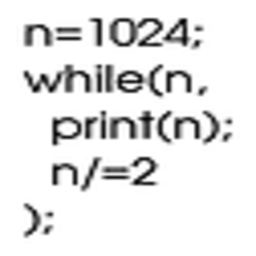 n=1024;
while(n,
print(n);
n/=2
);